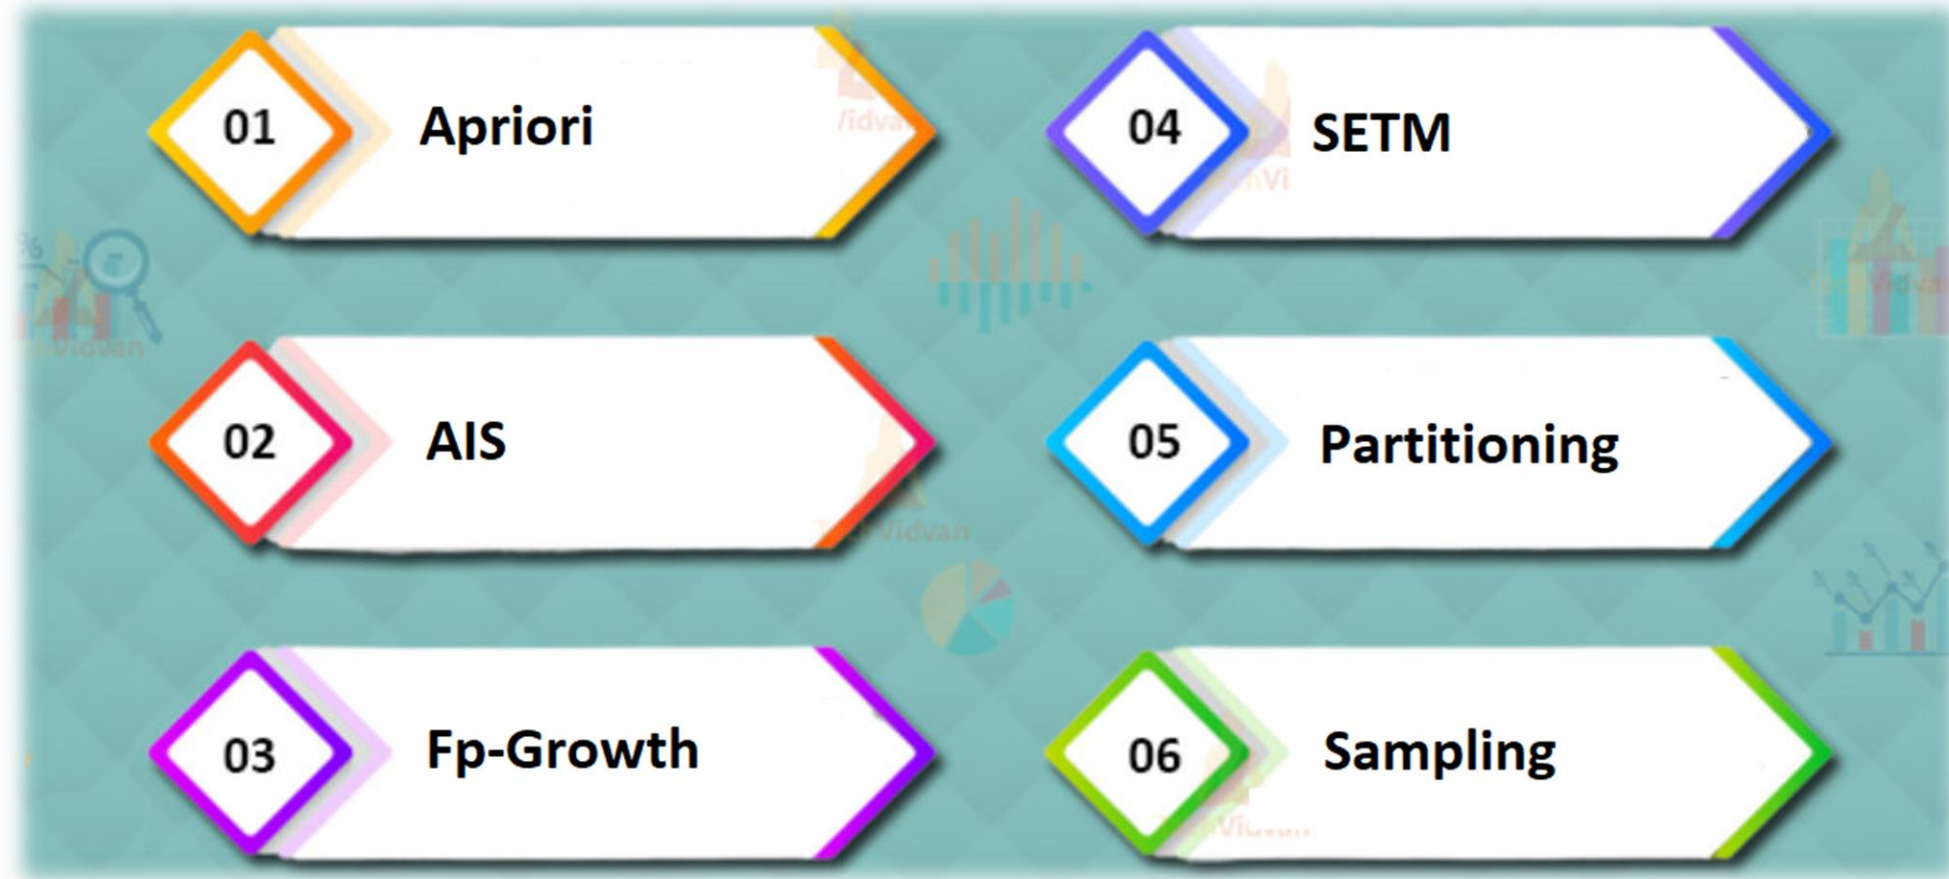 01
Apriori
02
AIS
03
Fp-Growth
04
SETM
05
Partitioning
06
Sampling